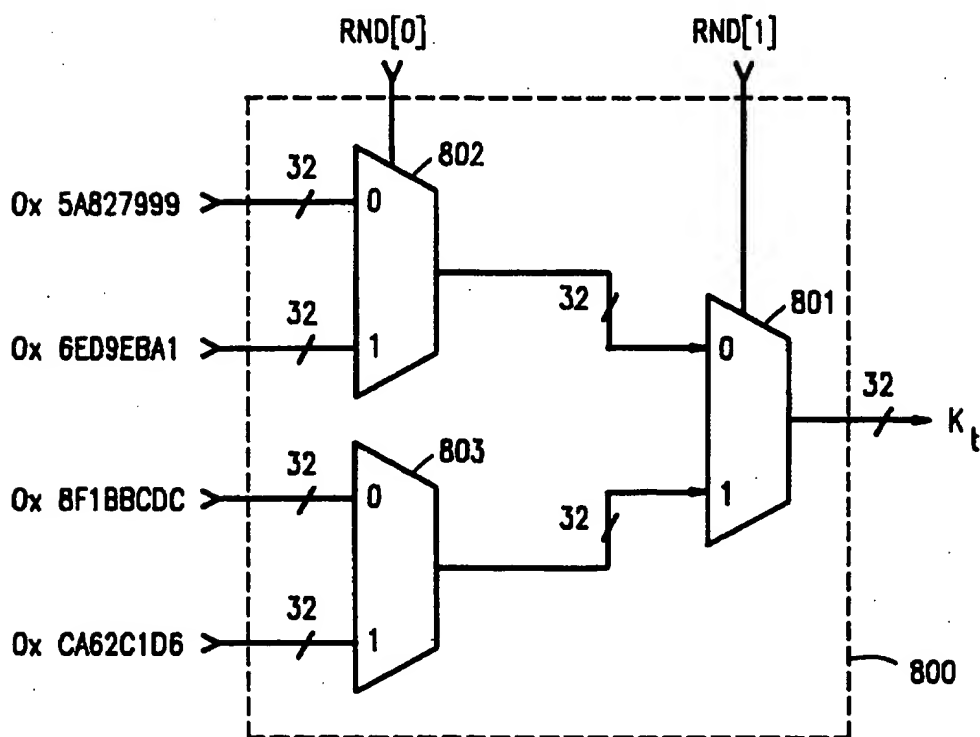 RND[0] RND[1]
32 802
0x 5A827999 0
32 32 801
0x 6ED9EBA1 1 0
32
K_t
32 803
0x 8F1BBCDC 0 1
32
32
0x CA62C1D6 1
800